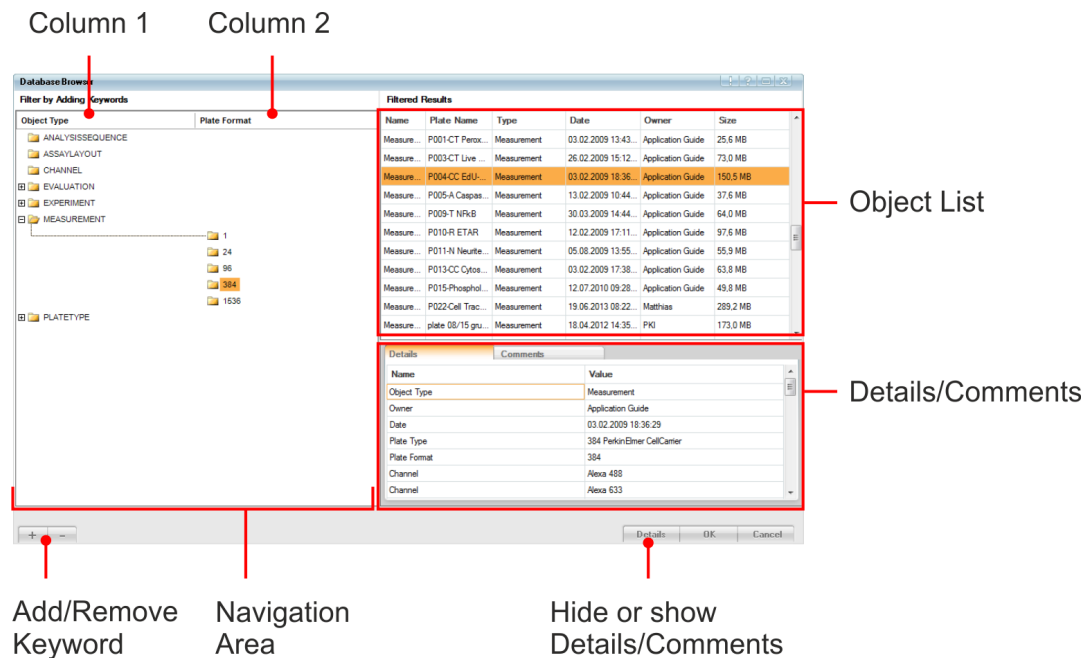 Column 1 Column 2
Database Browser
Filter by Adding Keywords
Object Type Plate Format
ANALYSISSEQUENCE
ASSAYLAYOUT
CHANNEL
EVALUATION
EXPERIMENT
MEASUREMENT
1
24
96
384
1536
PLATETYPE
Filtered Results
Name Plate Name Type Date Owner Size
Measure... P001-CT Perox... Measurement 03.02.2009 13:43... Application Guide 25,6 MB
Measure... P003-CT Live ... Measurement 26.02.2009 15:12... Application Guide 73,0 MB
Measure... P004-CC EdU-... Measurement 03.02.2009 18:36... Application Guide 150,5 MB
Measure... P005-A Caspas... Measurement 13.02.2009 10:44... Application Guide 37,6 MB
Measure... P009-T NFkB Measurement 30.03.2009 14:44... Application Guide 64,0 MB
Measure... P010-R ETAR Measurement 12.02.2009 17:11... Application Guide 97,6 MB
Measure... P011-N Neurite... Measurement 05.08.2009 13:55... Application Guide 55,9 MB
Measure... P013-CC Cytos... Measurement 03.02.2009 17:38... Application Guide 63,8 MB
Measure... P015-Phosphol... Measurement 12.07.2010 09:28... Application Guide 49,8 MB
Measure... P022-Cell Trac... Measurement 19.06.2013 08:22... Matthias 289,2 MB
Measure... plate 08/15 gru... Measurement 18.04.2012 14:35... PKI 173,0 MB
Object List
Details Comments
Name Value
Object Type Measurement
Owner Application Guide
Date 03.02.2009 18:36:29
Plate Type 384 PerkinElmer CellCarrier
Plate Format 384
Channel Alexa 488
Channel Alexa 633
Details/Comments
+ - Details OK Cancel
Add/Remove
Keyword
Navigation
Area
Hide or show
Details/Comments